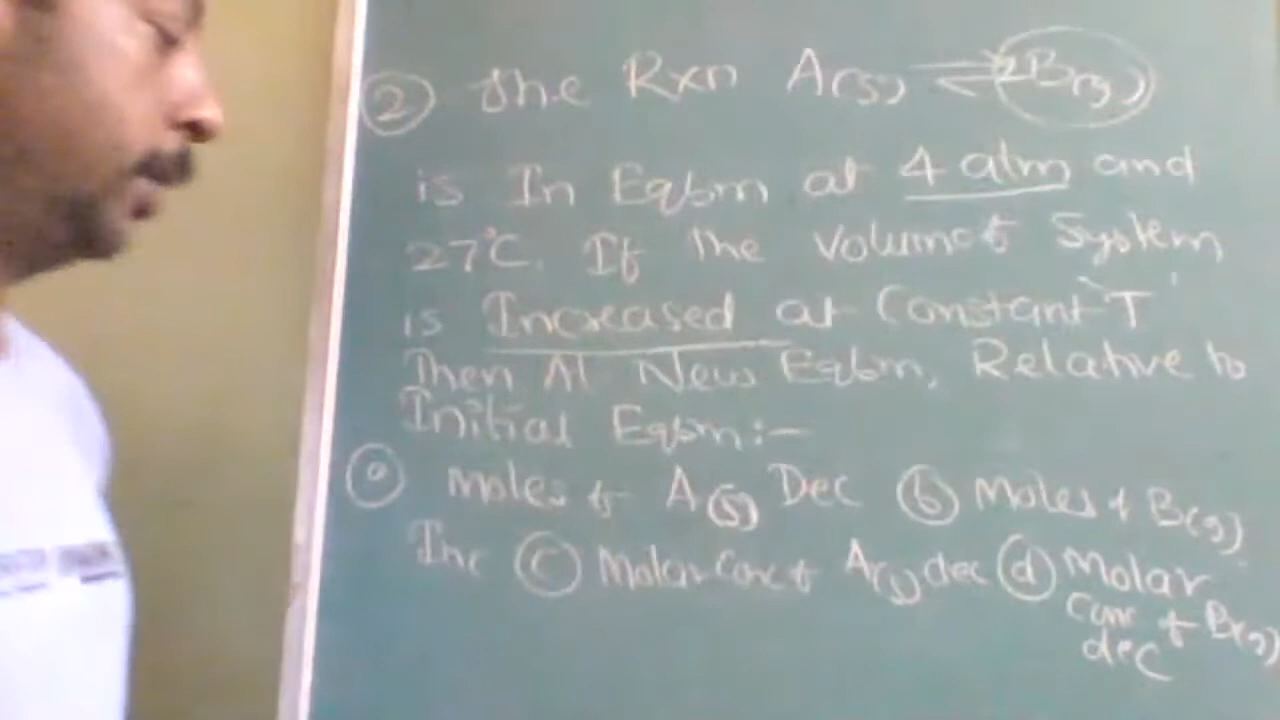 ② The Rxn A(s) ⇌ 2B(g)
is In Eqbm at 4 atm and
27°C. If the Volume of System
is Increased at Constant 'T'
Then At New Eqbm, Relative to
Initial Eqbm:-
ⓐ Moles of A(s) Dec ⓑ Moles of B(g)
Inc ⓒ Molar Conc of A(s) dec ⓓ Molar
Conc of B(g)
dec